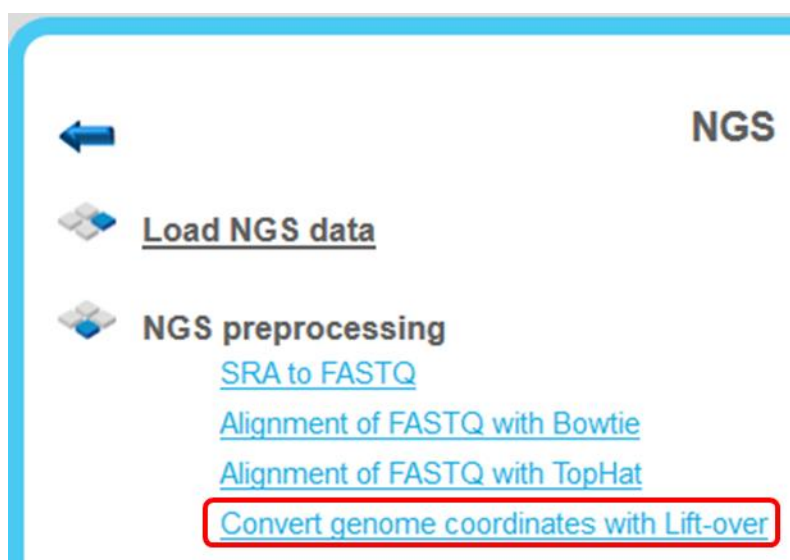 NGS
Load NGS data
NGS preprocessing
SRA to FASTQ
Alignment of FASTQ with Bowtie
Alignment of FASTQ with TopHat
Convert genome coordinates with Lift-over